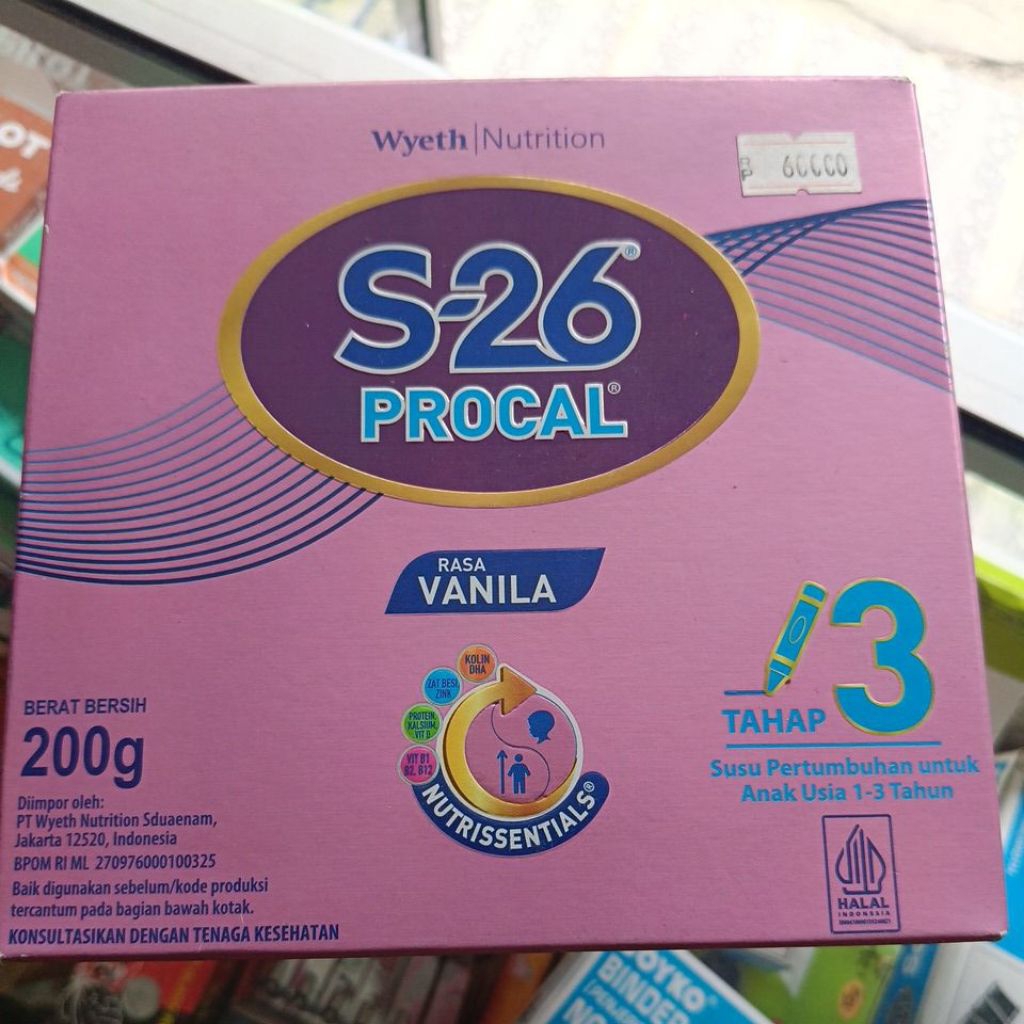 Wyeth | Nutrition
RP 60000
S-26®
PROCAL®
RASA
VANILA
KOLIN
DHA
ZAT BESI,
ZINK
PROTEIN,
KALSIUM,
VIT D
VIT B1
B2, B12
NUTRISSENTIALS®
3
TAHAP
Susu Pertumbuhan untuk
Anak Usia 1-3 Tahun
HALAL
INDONESIA
BERAT BERSIH
200g
Diimpor oleh:
PT Wyeth Nutrition Sduaenam,
Jakarta 12520, Indonesia
BPOM RI ML 270976000100325
Baik digunakan sebelum/kode produksi
tercantum pada bagian bawah kotak.
KONSULTASIKAN DENGAN TENAGA KESEHATAN
BINDER